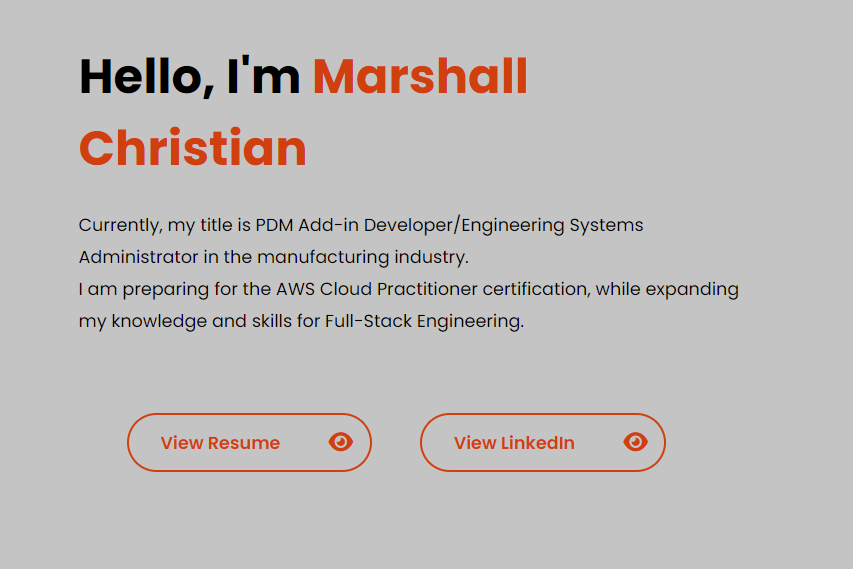 Hello, I'm Marshall
Christian
Currently, my title is PDM Add-in Developer/Engineering Systems
Administrator in the manufacturing industry.
I am preparing for the AWS Cloud Practitioner certification, while expanding
my knowledge and skills for Full-Stack Engineering.
View Resume
View LinkedIn